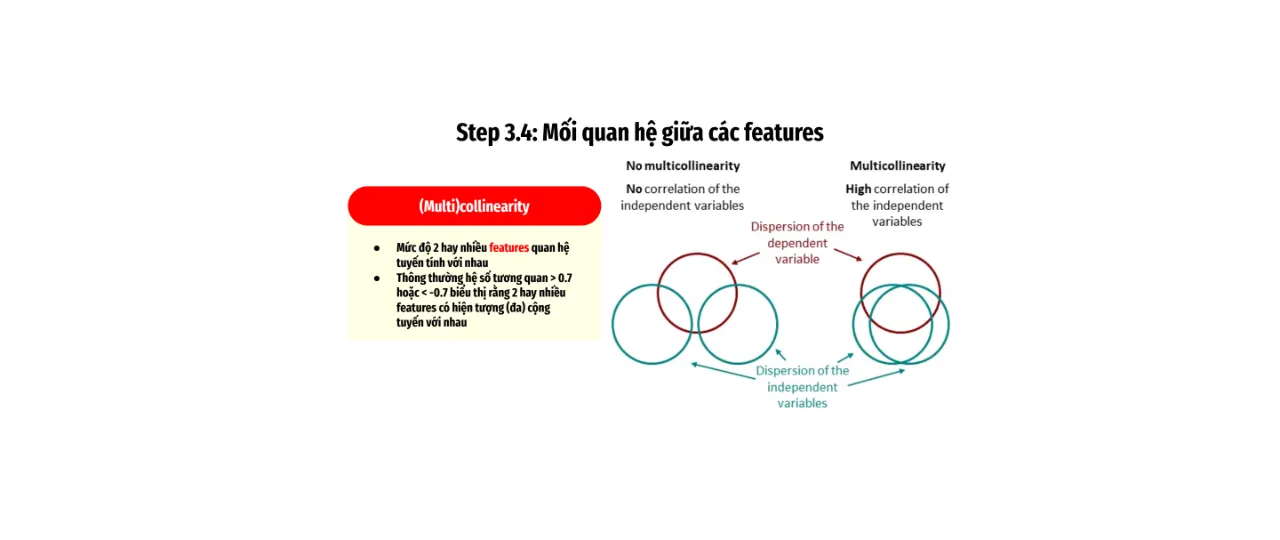 Step 3.4: Mối quan hệ giữa các features
(Multi)collinearity
● Mức độ 2 hay nhiều features quan hệ
tuyến tính với nhau
● Thông thường hệ số tương quan > 0.7
hoặc < -0.7 biểu thị rằng 2 hay nhiều
features có hiện tượng (đa) cộng
tuyến với nhau
No multicollinearity
No correlation of the
independent variables
Multicollinearity
High correlation of
the independent
variables
Dispersion of the
dependent
variable
Dispersion of the
independent
variables